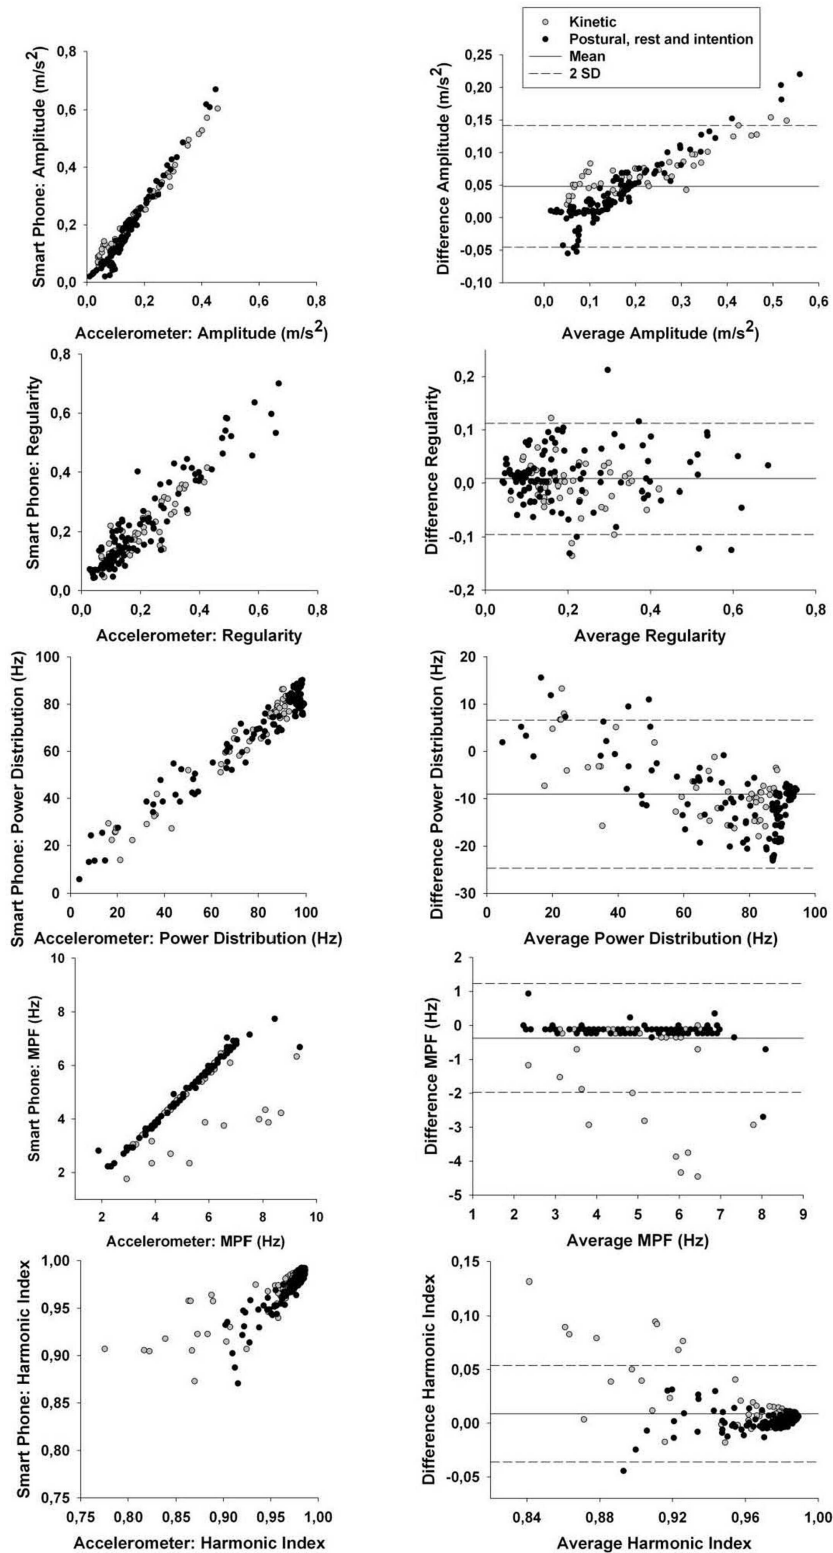 Kinetic
Postural, rest and intention
Mean
2 SD
Smart Phone: Amplitude (m/s²)
0,8
0,6
0,4
0,2
0,0
0,0 0,2 0,4 0,6 0,8
Accelerometer: Amplitude (m/s²)
Difference Amplitude (m/s²)
0,25
0,20
0,15
0,10
0,05
0,00
-0,05
-0,10
0,0 0,1 0,2 0,3 0,4 0,5 0,6
Average Amplitude (m/s²)
Smart Phone: Regularity
0,8
0,6
0,4
0,2
0,0
0,0 0,2 0,4 0,6 0,8
Accelerometer: Regularity
Difference Regularity
0,2
0,1
0,0
-0,1
-0,2
0,0 0,2 0,4 0,6 0,8
Average Regularity
Smart Phone: Power Distribution (Hz)
100
80
60
40
20
0
0 20 40 60 80 100
Accelerometer: Power Distribution (Hz)
Difference Power Distribution (Hz)
20
10
0
-10
-20
-30
0 20 40 60 80 100
Average Power Distribution (Hz)
Smart Phone: MPF (Hz)
10
8
6
4
2
2 4 6 8 10
Accelerometer: MPF (Hz)
Difference MPF (Hz)
2
1
0
-1
-2
-3
-4
-5
1 2 3 4 5 6 7 8 9
Average MPF (Hz)
Smart Phone: Harmonic Index
1,00
0,95
0,90
0,85
0,80
0,75
0,75 0,80 0,85 0,90 0,95 1,00
Accelerometer: Harmonic Index
Difference Harmonic Index
0,15
0,10
0,05
0,00
-0,05
0,84 0,88 0,92 0,96 1,00
Average Harmonic Index